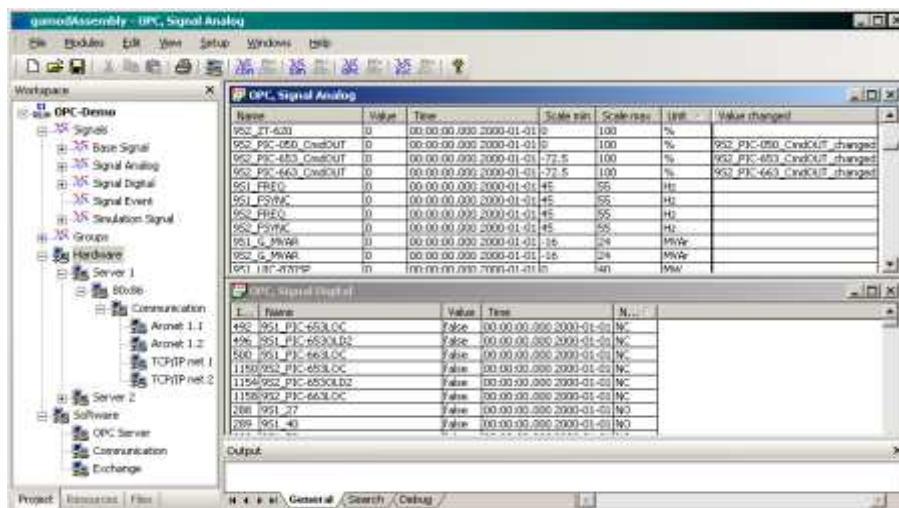 gamodAssembly - OPC, Signal Analog
File Modules Edit View Setup Windows Help
Workspace
OPC-Demo
Signals
Base Signal
Signal Analog
Signal Digital
Signal Event
Simulation Signal
Groups
Hardware
Server 1
80x86
Communication
Arcnet 1.1
Arcnet 1.2
TCP/IP net 1
TCP/IP net 2
Server 2
Software
OPC Server
Communication
Exchange
Project Resources Files
OPC, Signal Analog
Name Value Time Scale min Scale max Unit Value changed
952_ZT-620 0 00:00:00.000 2000-01-01 0 100 %
952_PIC-050_CmdOUT 0 00:00:00.000 2000-01-01 0 100 % 952_PIC-050_CmdOUT_changed
952_PIC-653_CmdOUT 0 00:00:00.000 2000-01-01 -72.5 100 % 952_PIC-653_CmdOUT_changed
952_PIC-663_CmdOUT 0 00:00:00.000 2000-01-01 -72.5 100 % 952_PIC-663_CmdOUT_changed
951_FREQ 0 00:00:00.000 2000-01-01 45 55 Hz
951_PSYNC 0 00:00:00.000 2000-01-01 45 55 Hz
952_FREQ 0 00:00:00.000 2000-01-01 45 55 Hz
952_PSYNC 0 00:00:00.000 2000-01-01 45 55 Hz
951_G_MVAR 0 00:00:00.000 2000-01-01 -16 24 MVAr
952_G_MVAR 0 00:00:00.000 2000-01-01 -16 24 MVAr
951 0 00:00:00.000 2000-01-01 0 40 MW
OPC, Signal Digital
I... Name Value Time N...
492 951_PIC-653LOC False 00:00:00.000 2000-01-01 NC
496 951_PIC-653OLD2 False 00:00:00.000 2000-01-01 NC
500 951_PIC-663LOC False 00:00:00.000 2000-01-01 NC
1150 952_PIC-653LOC False 00:00:00.000 2000-01-01 NC
1154 952_PIC-653OLD2 False 00:00:00.000 2000-01-01 NC
1158 952_PIC-663LOC False 00:00:00.000 2000-01-01 NC
288 951_27 False 00:00:00.000 2000-01-01 NO
289 951_40 False 00:00:00.000 2000-01-01 NO
Output
General Search Debug